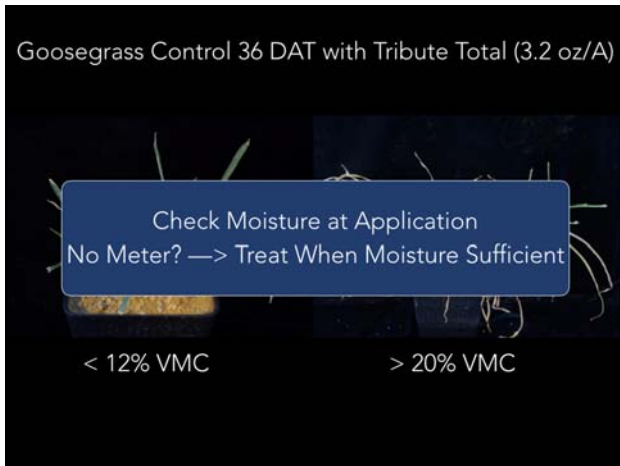 Goosegrass Control 36 DAT with Tribute Total (3.2 oz/A)
Check Moisture at Application
No Meter? —> Treat When Moisture Sufficient
< 12% VMC
> 20% VMC